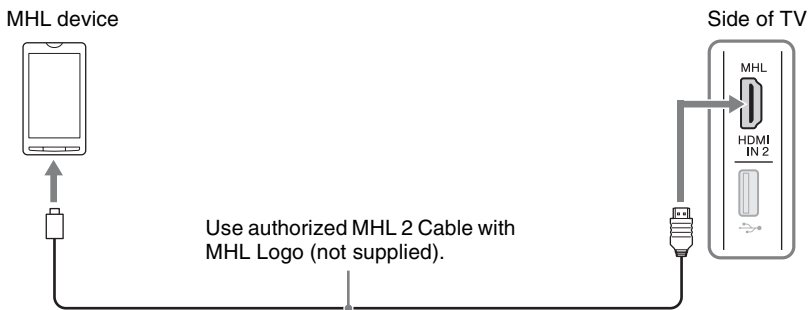 MHL device
Side of TV
MHL
HDMI
IN 2
Use authorized MHL 2 Cable with
MHL Logo (not supplied).